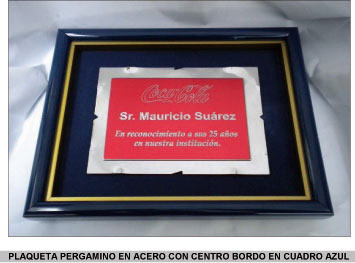 Coca-Cola
Sr. Mauricio Suárez
En reconocimiento a sus 25 años
en nuestra institución.
PLAQUETA PERGAMINO EN ACERO CON CENTRO BORDO EN CUADRO AZUL